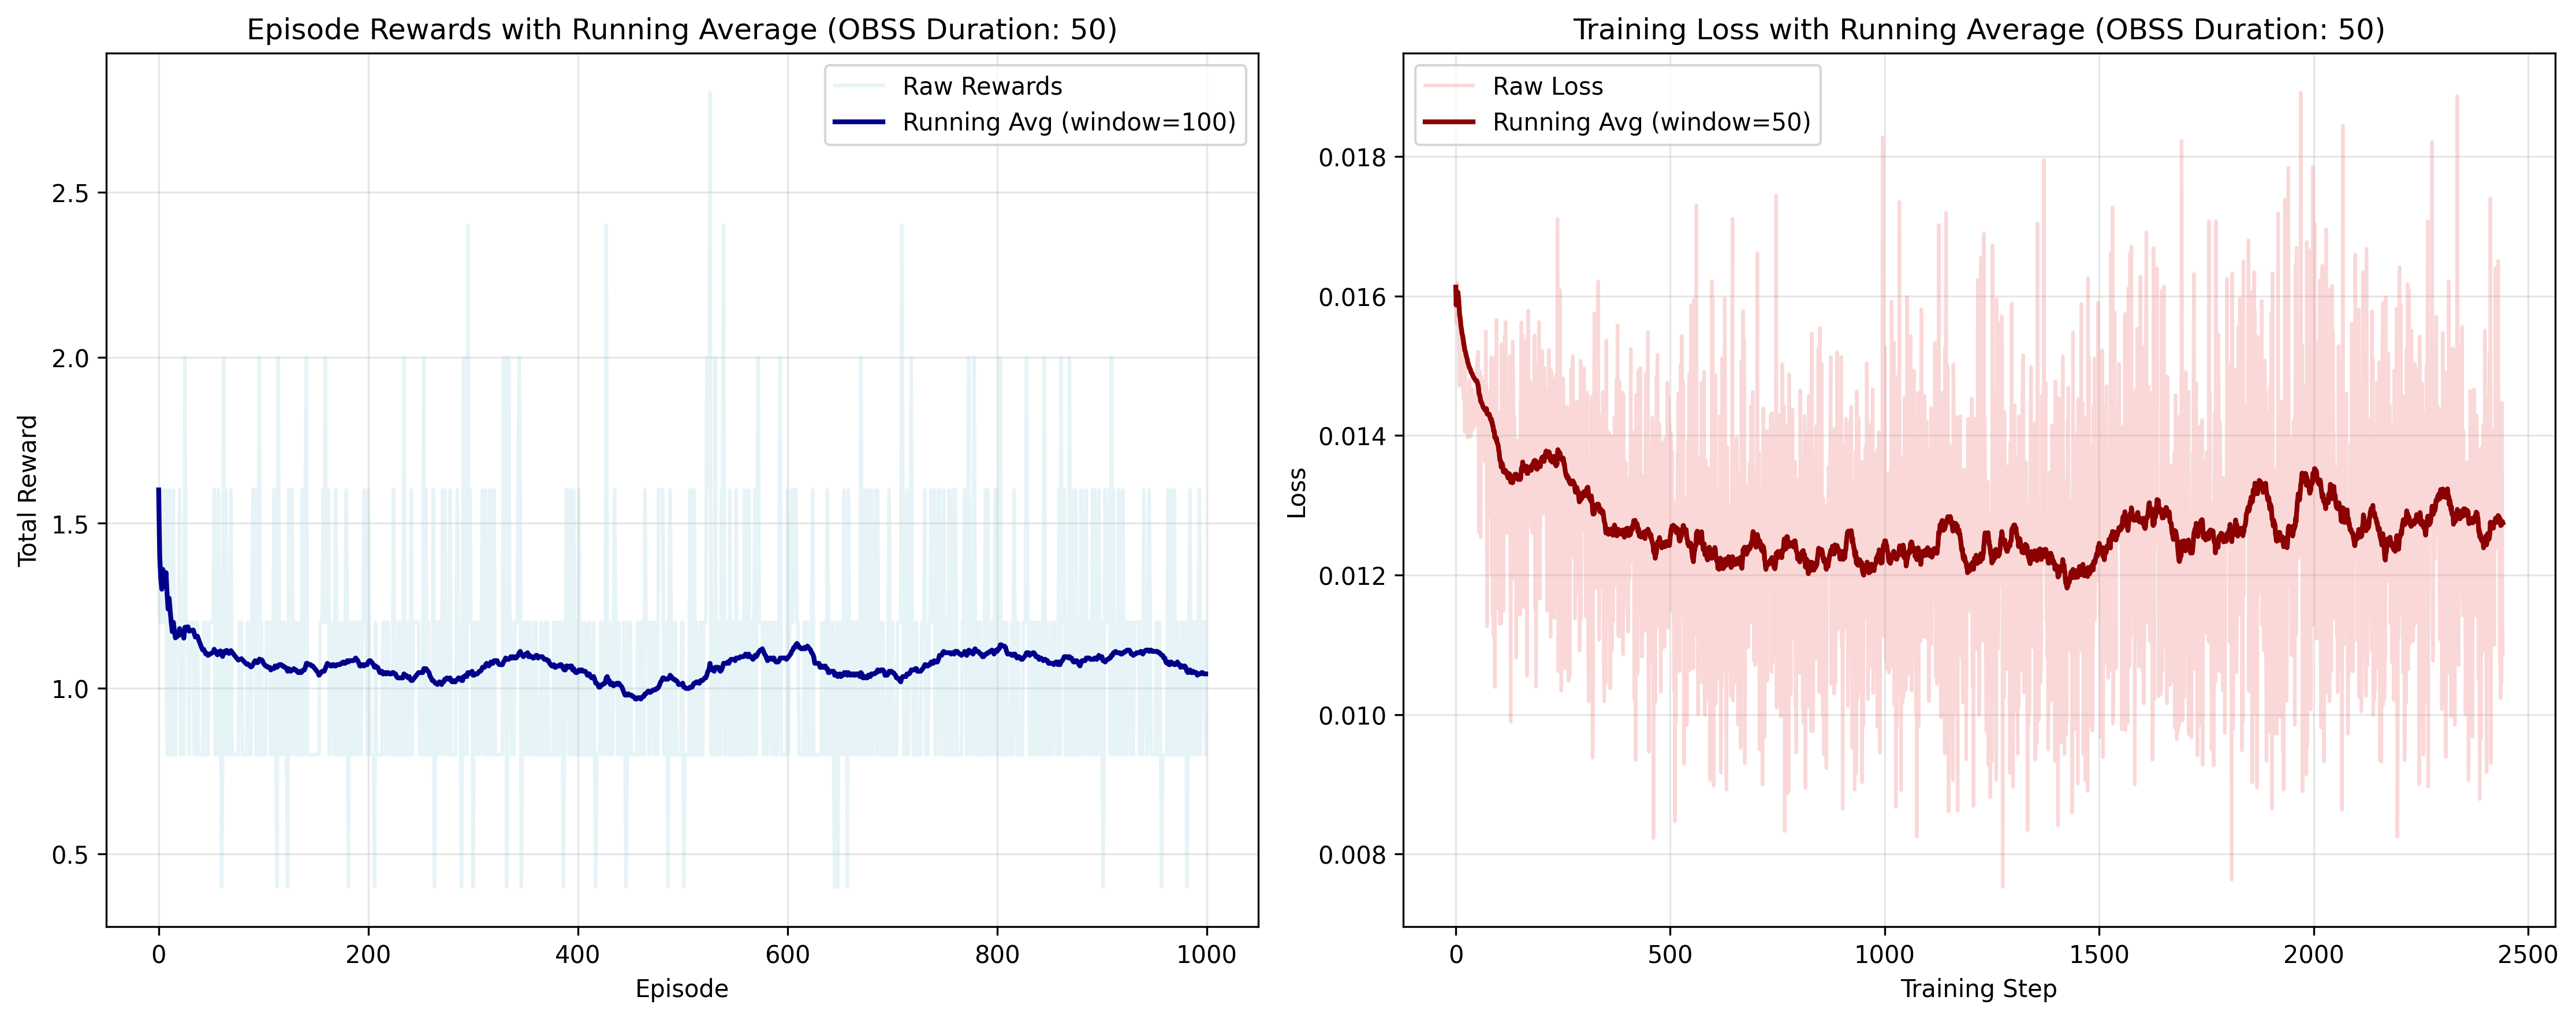 Episode Rewards with Running Average (OBSS Duration: 50)
Raw Rewards
Running Avg (window=100)
Total Reward
2.5
2.0
1.5
1.0
0.5
0 200 400 600 800 1000
Episode
Training Loss with Running Average (OBSS Duration: 50)
Raw Loss
Running Avg (window=50)
Loss
0.018
0.016
0.014
0.012
0.010
0.008
0 500 1000 1500 2000 2500
Training Step